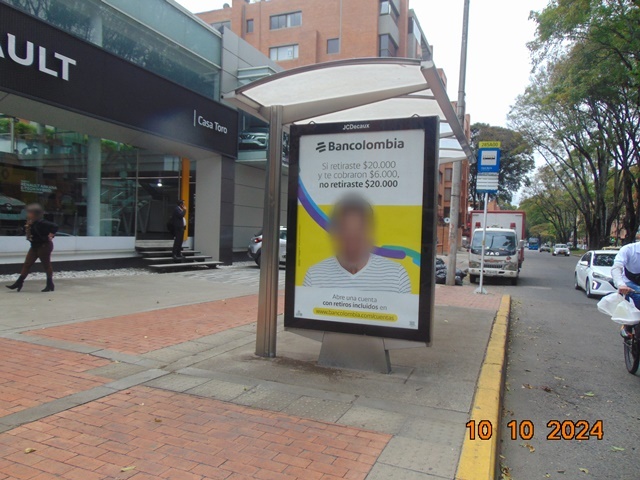 AULT
Casa Toro
JCDecaux
Bancolombia
Si retiraste $20.000
y te cobraron $6.000,
no retiraste $20.000
Abre una cuenta
con retiros incluidos en
10 10 2024